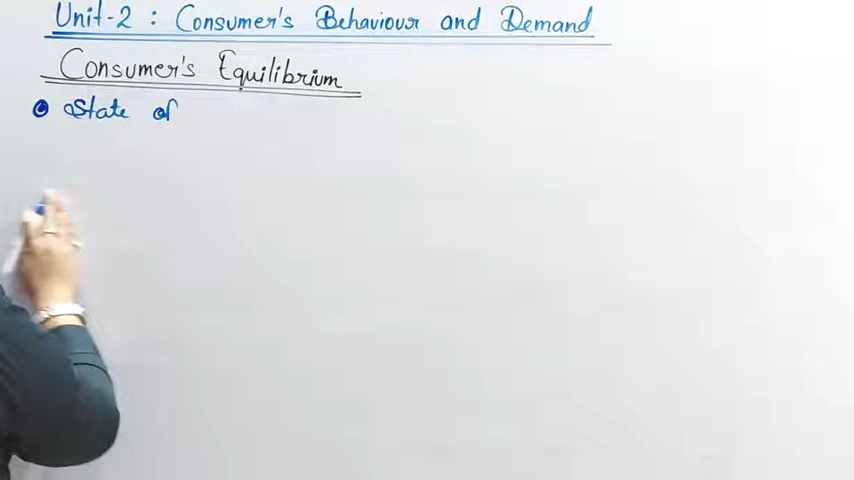 Unit-2 : Consumer's Behaviour and Demand
Consumer's Equilibrium
State of